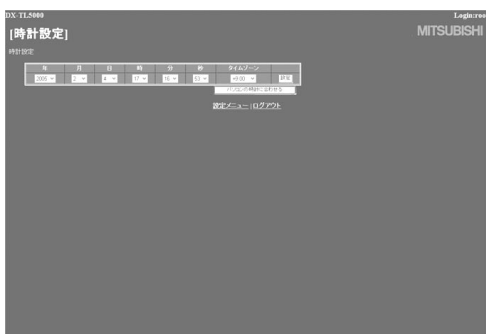 DX-TL5000 Login:roo
[時計設定] MITSUBISHI
時計設定
年 月 日 時 分 秒 タイムゾーン
2005 2 4 17 16 53 +9:00 設定
パソコンの時計に合わせる
設定メニュー | ログアウト